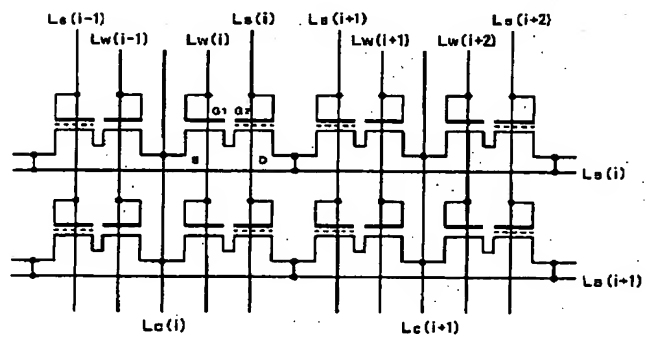 Ls(i-1) Ls(i) Ls(i+1) Ls(i+2)
Lw(i-1) Lw(i) Lw(i+1) Lw(i+2)
G1 G2
S D
Ls(i)
Ls(i+1)
Lc(i) Lc(i+1)